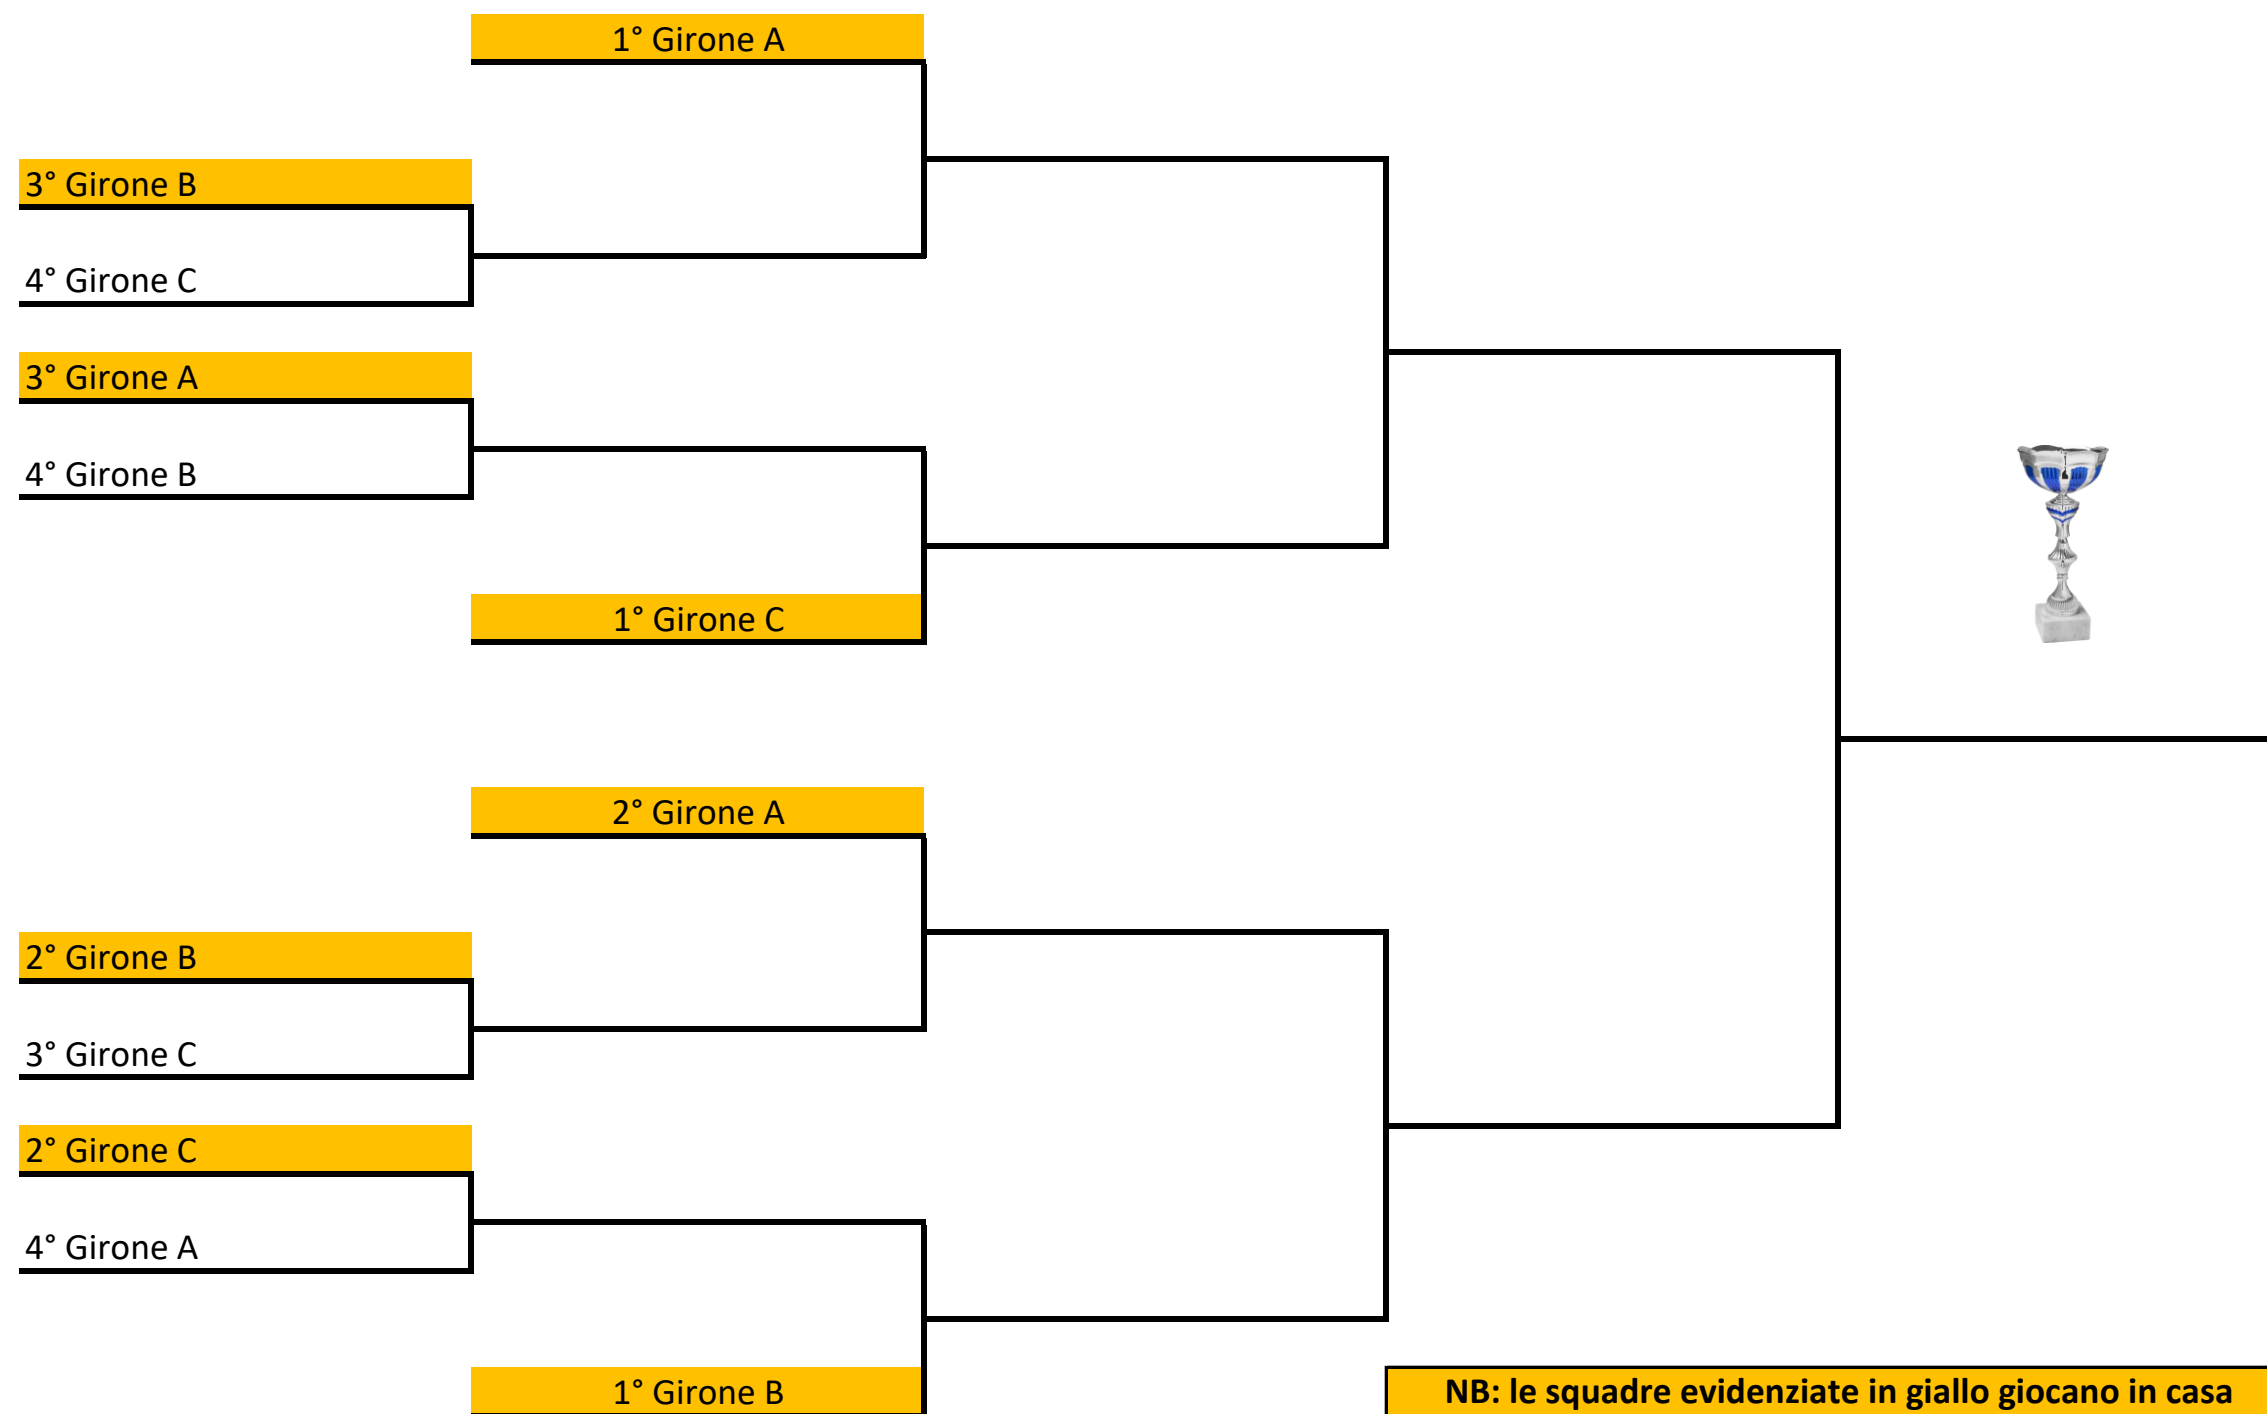 1° Girone A
3° Girone B
4° Girone C
3° Girone A
4° Girone B
1° Girone C
2° Girone A
2° Girone B
3° Girone C
2° Girone C
4° Girone A
1° Girone B
NB: le squadre evidenziate in giallo giocano in casa